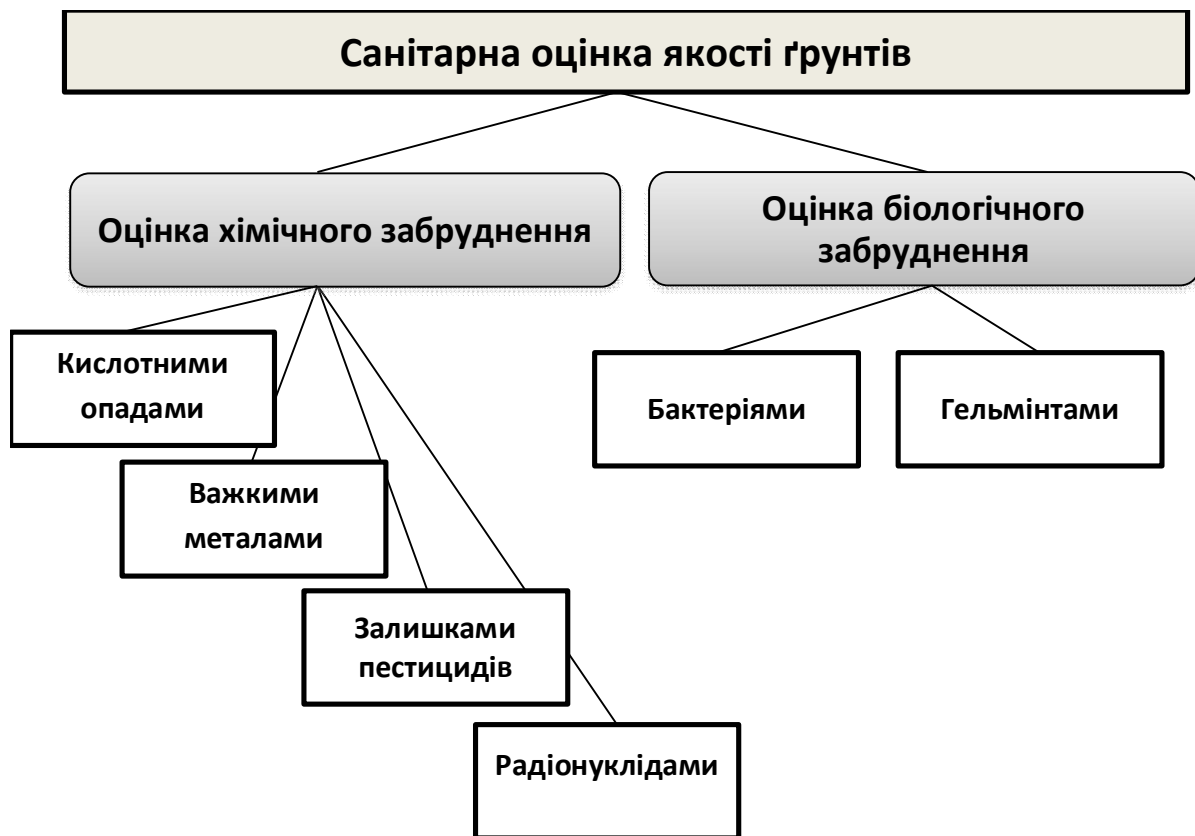 Санітарна оцінка якості ґрунтів
Оцінка хімічного забруднення
Оцінка біологічного
забруднення
Кислотними
опадами
Важкими
металами
Залишками
пестицидів
Радіонуклідами
Бактеріями
Гельмінтами